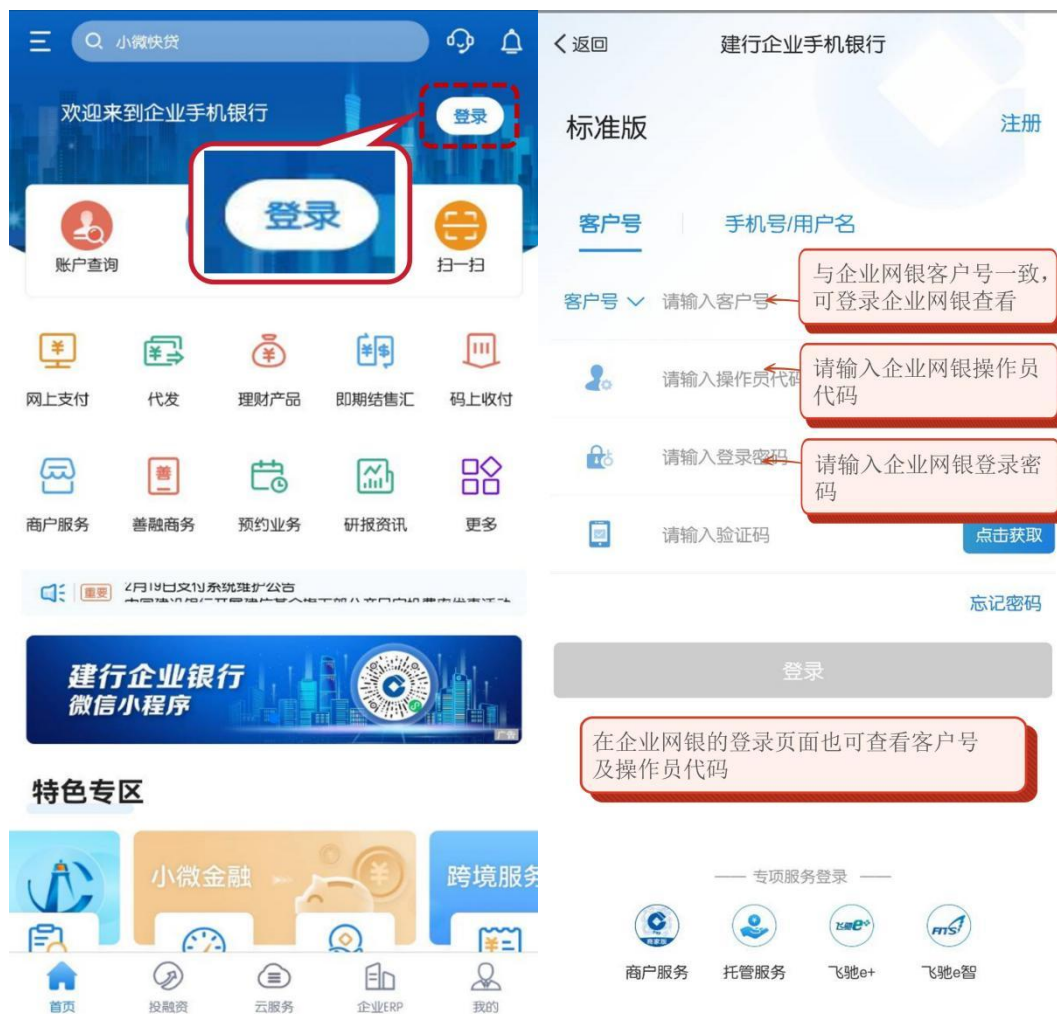 小微快贷
欢迎来到企业手机银行
登录
登录
账户查询
扫一扫
网上支付
代发
理财产品
即期结售汇
码上收付
商户服务
善融商务
预约业务
研报资讯
更多
重要
2月19日支付系统维护公告
建行企业银行
微信小程序
广告
特色专区
小微金融
跨境服务
首页
投融资
云服务
企业ERP
我的
返回
建行企业手机银行
标准版
注册
客户号
手机号/用户名
客户号
请输入客户号
与企业网银客户号一致，
可登录企业网银查看
请输入操作员代码
请输入企业网银操作员
代码
请输入登录密码
请输入企业网银登录密
码
请输入验证码
点击获取
忘记密码
登录
在企业网银的登录页面也可查看客户号
及操作员代码
专项服务登录
商户服务
托管服务
飞驰e+
飞驰e智